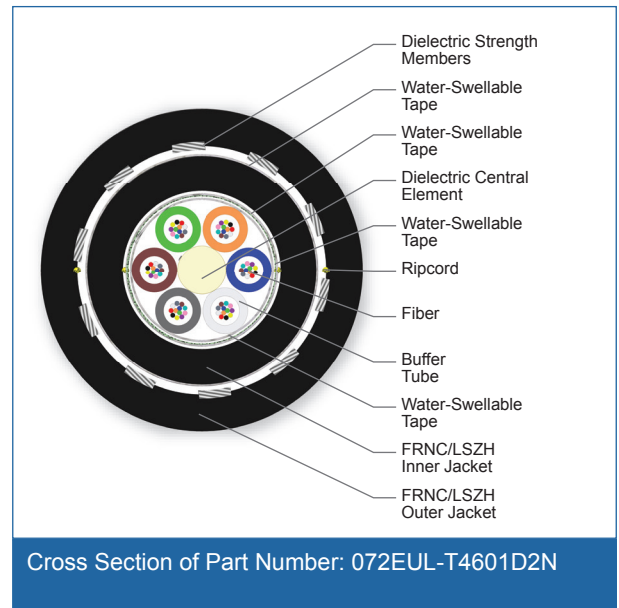 Dielectric Strength
Members
Water-Swellable
Tape
Water-Swellable
Tape
Dielectric Central
Element
Water-Swellable
Tape
Ripcord
Fiber
Buffer
Tube
Water-Swellable
Tape
FRNC/LSZH
Inner Jacket
FRNC/LSZH
Outer Jacket
Cross Section of Part Number: 072EUL-T4601D2N